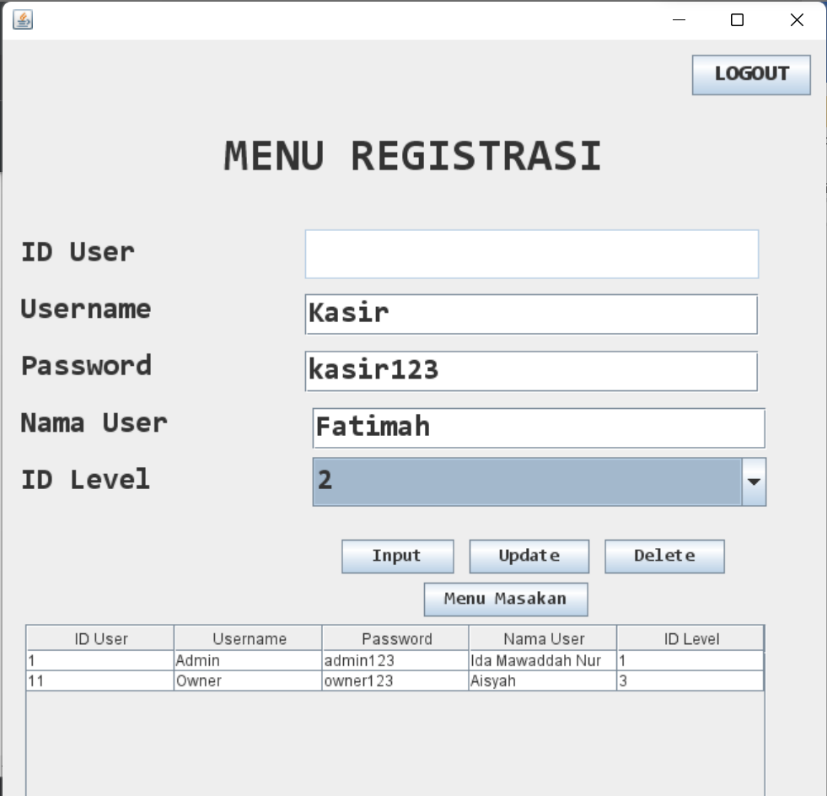 LOGOUT
MENU REGISTRASI
ID User
Username Kasir
Password kasir123
Nama User Fatimah
ID Level 2
Input Update Delete
Menu Masakan
ID User Username Password Nama User ID Level
1 Admin admin123 Ida Mawaddah Nur 1
11 Owner owner123 Aisyah 3